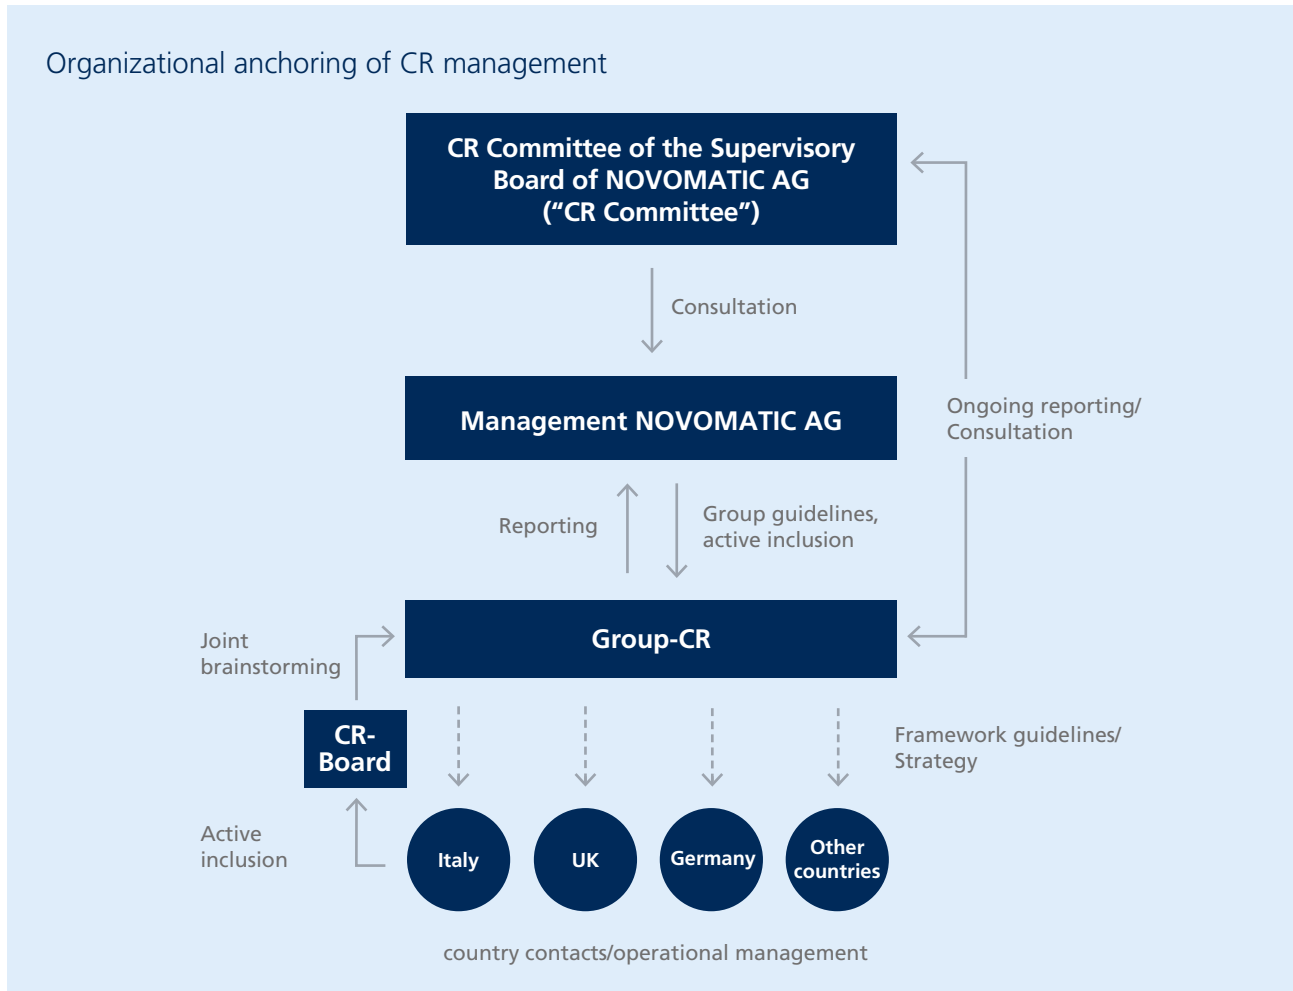 Organizational anchoring of CR management
CR Committee of the Supervisory
Board of NOVOMATIC AG
(“CR Committee”)
Consultation
Management NOVOMATIC AG
Ongoing reporting/
Consultation
Reporting
Group guidelines,
active inclusion
Group-CR
Joint
brainstorming
CR-
Board
Framework guidelines/
Strategy
Active
inclusion
Italy
UK
Germany
Other
countries
country contacts/operational management